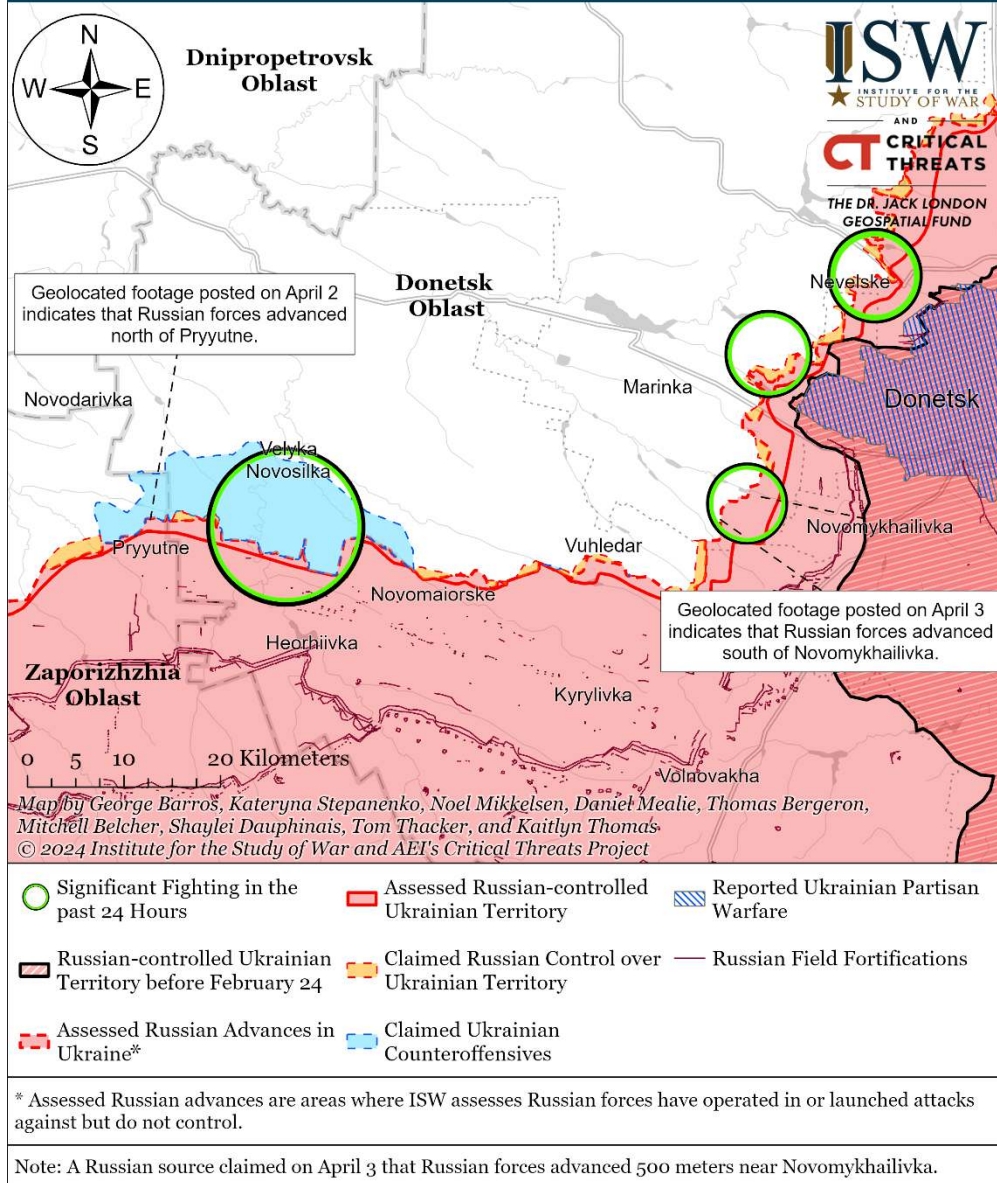 N
W
E
S
Dnipropetrovsk
Oblast
ISW
INSTITUTE FOR THE
STUDY OF WAR
AND
CT CRITICAL
THREATS
THE DR. JACK LONDON
GEOSPATIAL FUND
Geolocated footage posted on April 2
indicates that Russian forces advanced
north of Pryyutne.
Donetsk
Oblast
Nevelske
Marinka
Donetsk
Novodarivka
Velyka
Novosilka
Pryyutne
Vuhledar
Novomykhailivka
Novomaiorske
Geolocated footage posted on April 3
indicates that Russian forces advanced
south of Novomykhailivka.
Heorhiivka
Zaporizhzhia
Oblast
Kyrylivka
Volnovakha
0 5 10 20 Kilometers
Map by George Barros, Kateryna Stepanenko, Noel Mikkelsen, Daniel Mealie, Thomas Bergeron,
Mitchell Belcher, Shaylei Dauphinais, Tom Thacker, and Kaitlyn Thomas
© 2024 Institute for the Study of War and AEI's Critical Threats Project
Significant Fighting in the
past 24 Hours
Assessed Russian-controlled
Ukrainian Territory
Reported Ukrainian Partisan
Warfare
Russian-controlled Ukrainian
Territory before February 24
Claimed Russian Control over
Ukrainian Territory
Russian Field Fortifications
Assessed Russian Advances in
Ukraine*
Claimed Ukrainian
Counteroffensives
* Assessed Russian advances are areas where ISW assesses Russian forces have operated in or launched attacks
against but do not control.
Note: A Russian source claimed on April 3 that Russian forces advanced 500 meters near Novomykhailivka.